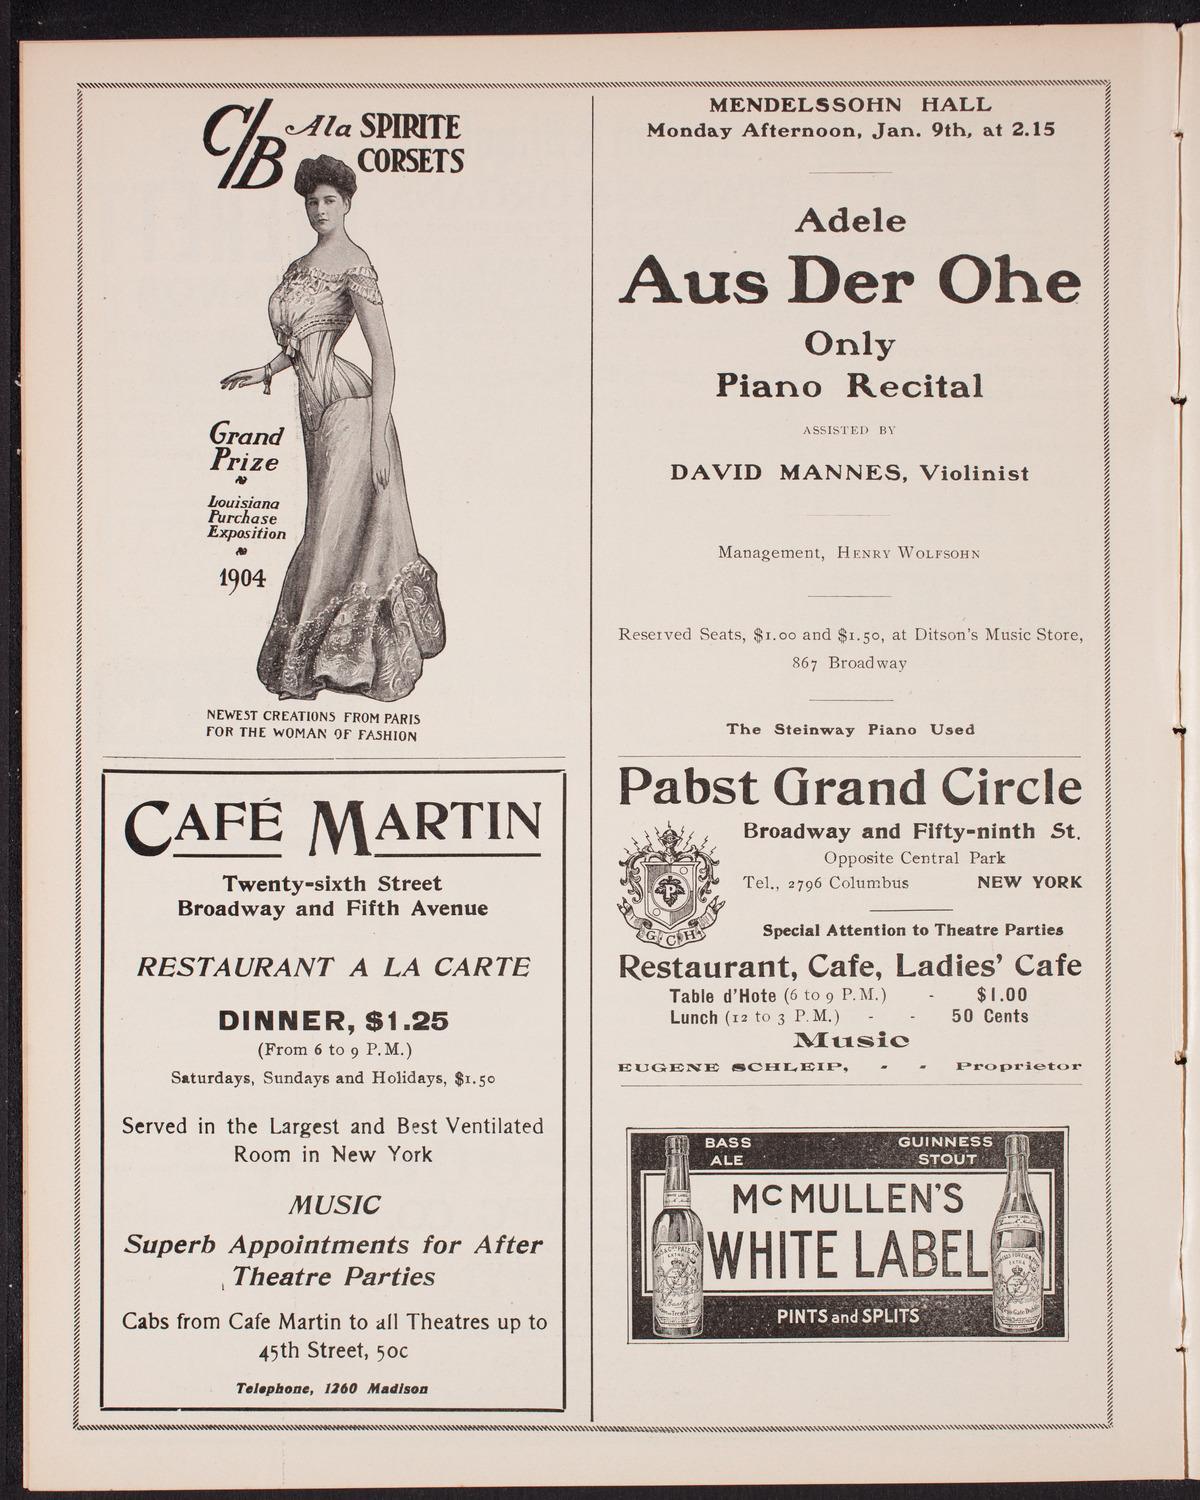 C/B Ala SPIRITE
CORSETS
Grand
Prize
Louisiana
Purchase
Exposition
1904
NEWEST CREATIONS FROM PARIS
FOR THE WOMAN OF FASHION
CAFÉ MARTIN
Twenty-sixth Street
Broadway and Fifth Avenue
RESTAURANT A LA CARTE
DINNER, $1.25
(From 6 to 9 P.M.)
Saturdays, Sundays and Holidays, $1.50
Served in the Largest and Best Ventilated
Room in New York
MUSIC
Superb Appointments for After
Theatre Parties
Cabs from Cafe Martin to all Theatres up to
45th Street, 50c
Telephone, 1260 Madison
MENDELSSOHN HALL
Monday Afternoon, Jan. 9th, at 2.15
Adele
Aus Der Ohe
Only
Piano Recital
ASSISTED BY
DAVID MANNES, Violinist
Management, HENRY WOLFSOHN
Reserved Seats, $1.00 and $1.50, at Ditson's Music Store,
867 Broadway
The Steinway Piano Used
Pabst Grand Circle
Broadway and Fifty-ninth St.
Opposite Central Park
Tel., 2796 Columbus NEW YORK
P
G C H
Special Attention to Theatre Parties
Restaurant, Cafe, Ladies' Cafe
Table d'Hote (6 to 9 P.M.) - $1.00
Lunch (12 to 3 P.M.) - - 50 Cents
Music
EUGENE SCHLEIP, - - Proprietor
BASS
ALE
GUINNESS
STOUT
McMULLEN'S
WHITE LABEL
PINTS and SPLITS